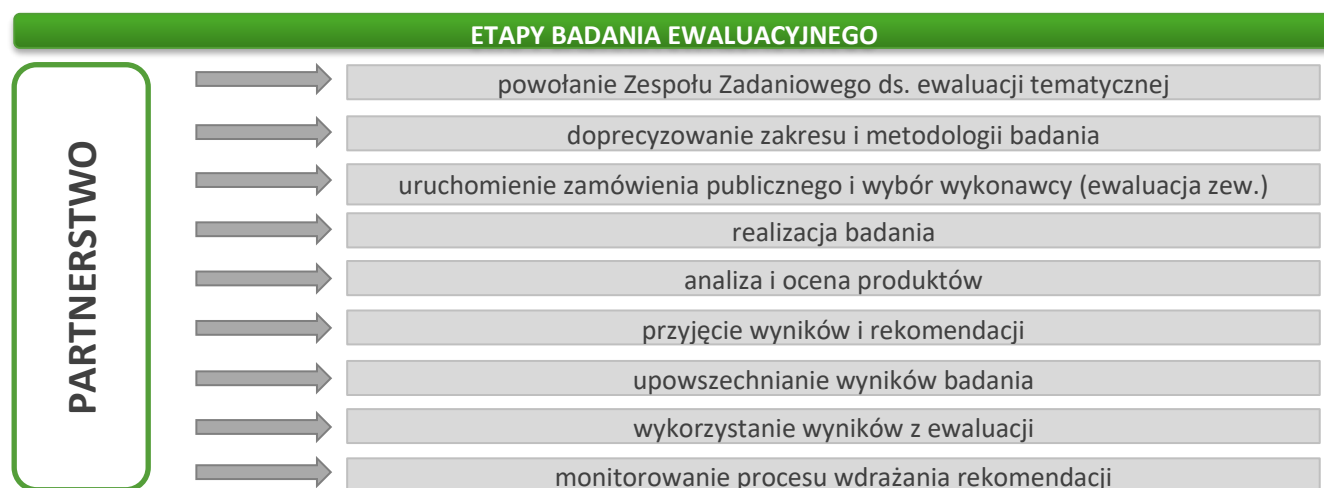 ETAPY BADANIA EWALUACYJNEGO
PARTNERSTWO
powołanie Zespołu Zadaniowego ds. ewaluacji tematycznej
doprecyzowanie zakresu i metodologii badania
uruchomienie zamówienia publicznego i wybór wykonawcy (ewaluacja zew.)
realizacja badania
analiza i ocena produktów
przyjęcie wyników i rekomendacji
upowszechnianie wyników badania
wykorzystanie wyników z ewaluacji
monitorowanie procesu wdrażania rekomendacji